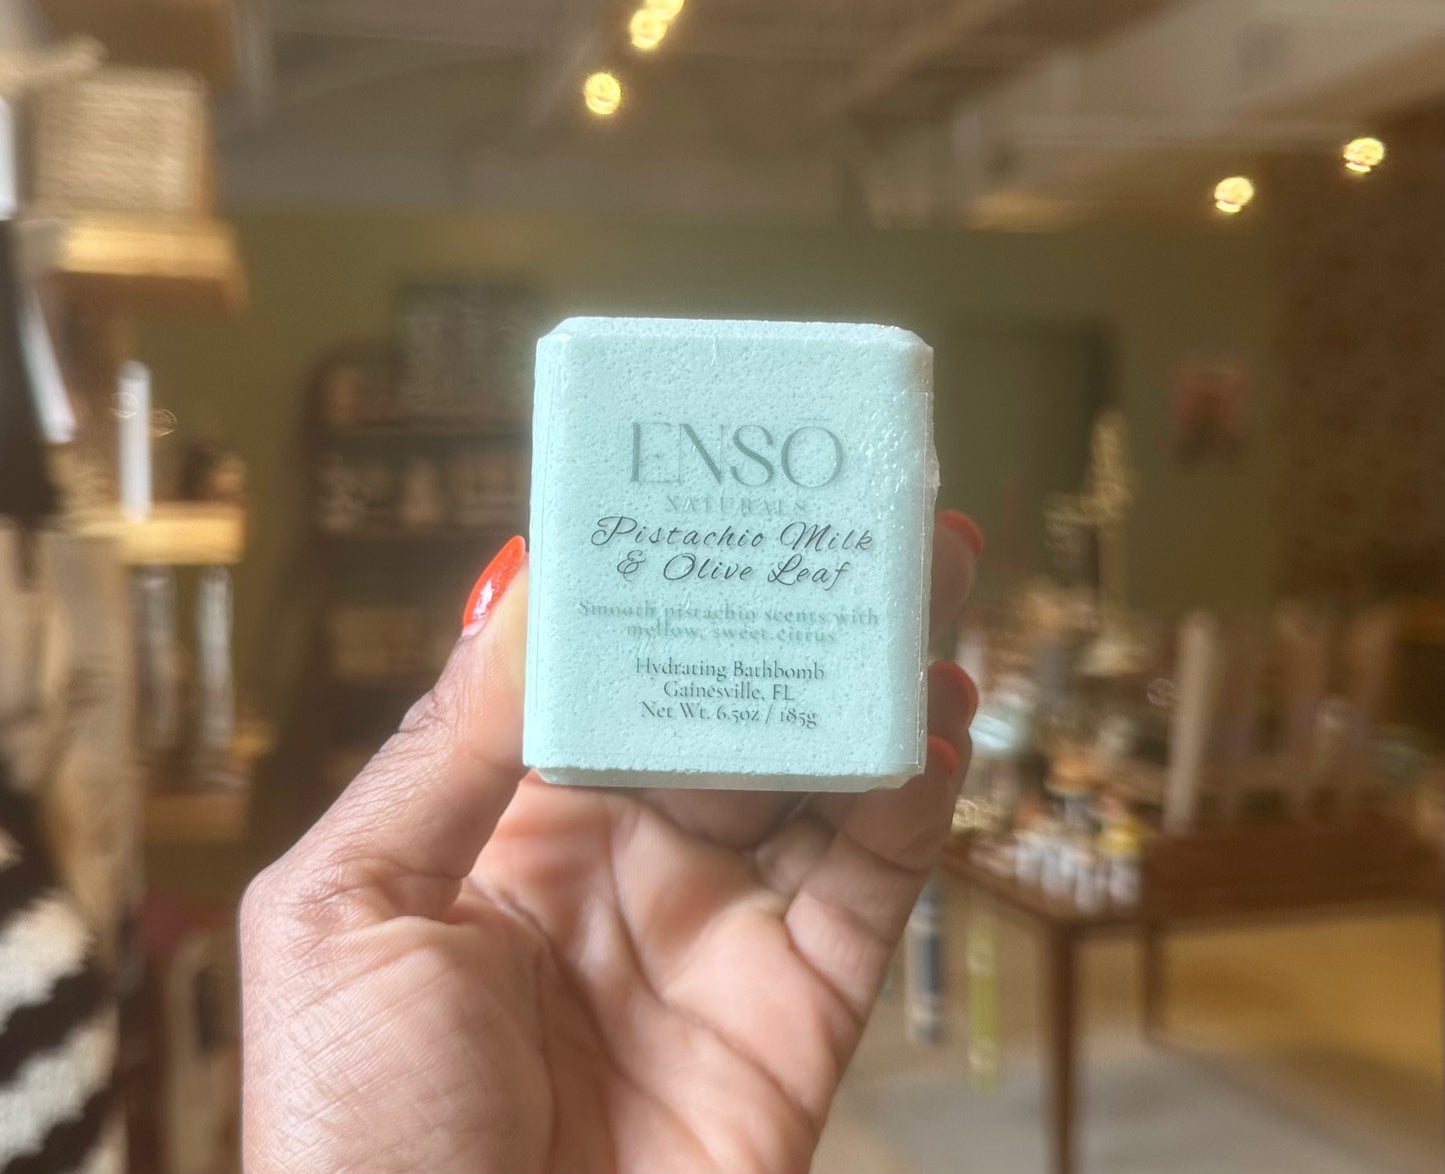 ENSŌ
NATURALS
Pistachio Milk
& Olive Leaf
Smooth pistachio scents with
mellow, sweet citrus
Hydrating Bathbomb
Gainesville, FL
Net Wt. 6.5oz / 185g